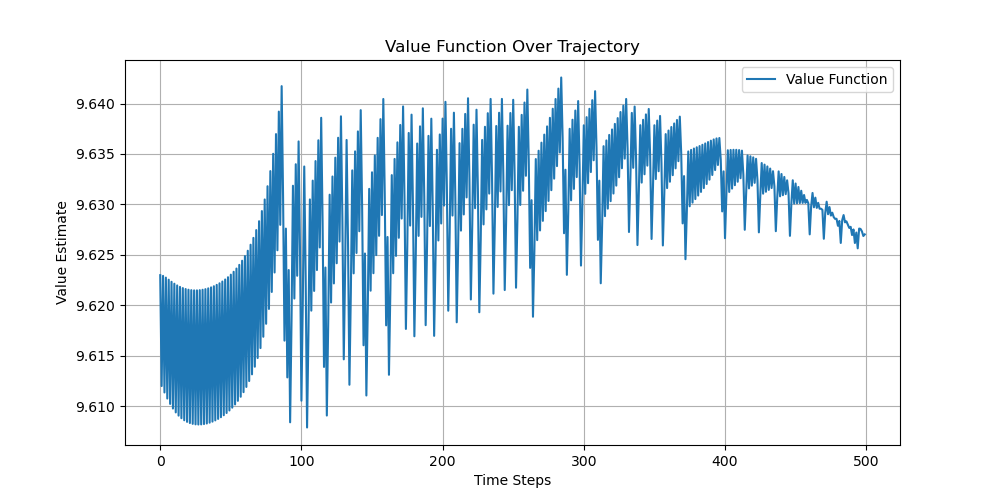 Value Function Over Trajectory
Value Function
9.640
9.635
9.630
9.625
9.620
9.615
9.610
Value Estimate
0 100 200 300 400 500
Time Steps